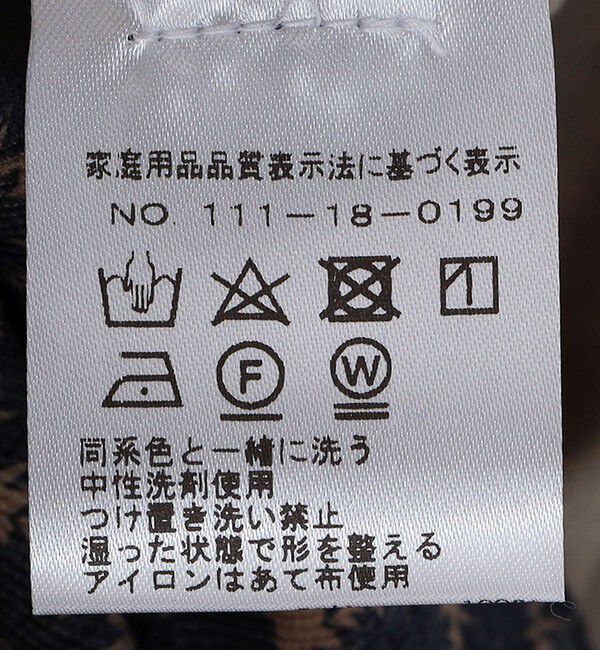 家庭用品品質表示法に基づく表示
NO. 111-18-0199
F W
同系色と一緒に洗う
中性洗剤使用
つけ置き洗い禁止
湿った状態で形を整える
アイロンはあて布使用